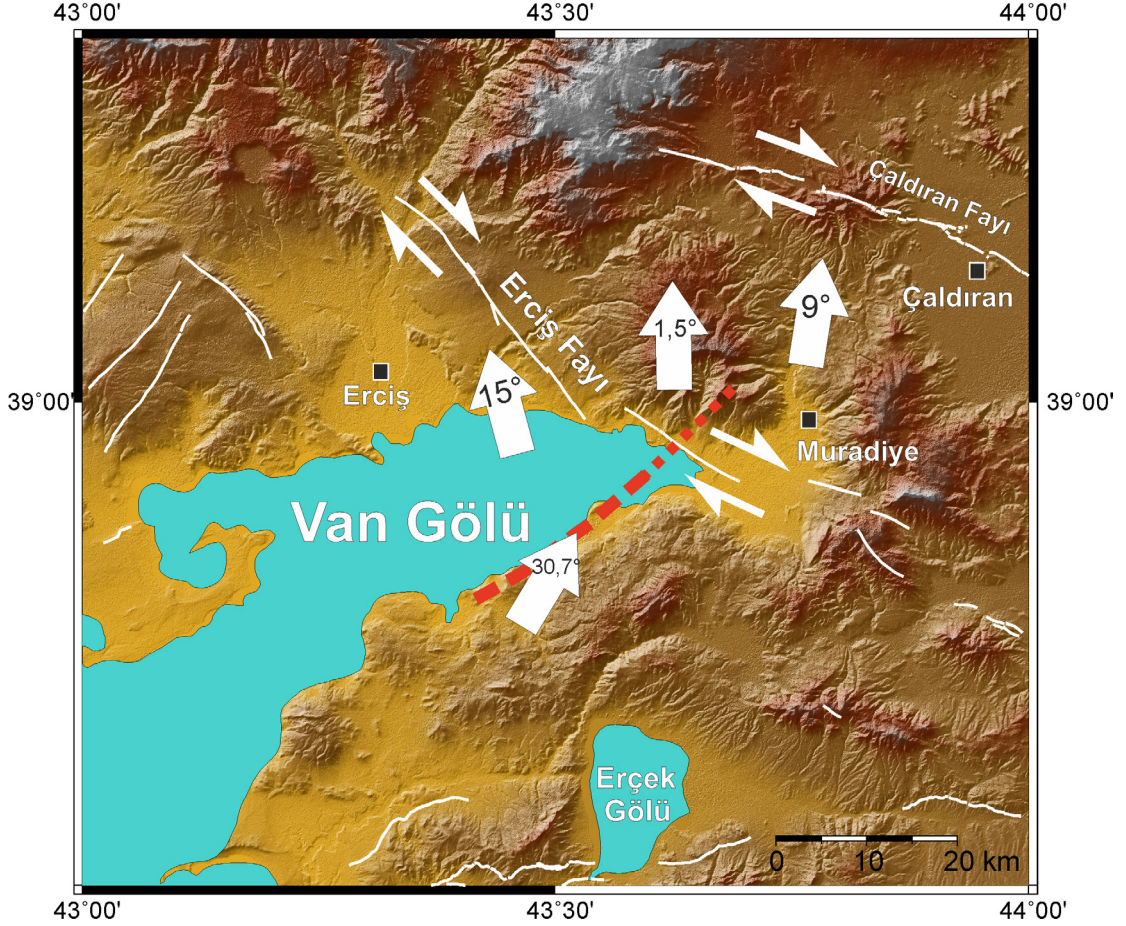 43°00'
43°30'
44°00'
Çaldıran Fayı
Çaldıran
Erciş Fayı
9°
1,5°
Erciş
15°
39°00'
39°00'
Muradiye
Van Gölü
30,7°
Erçek
Gölü
0 10 20 km
43°00'
43°30'
44°00'